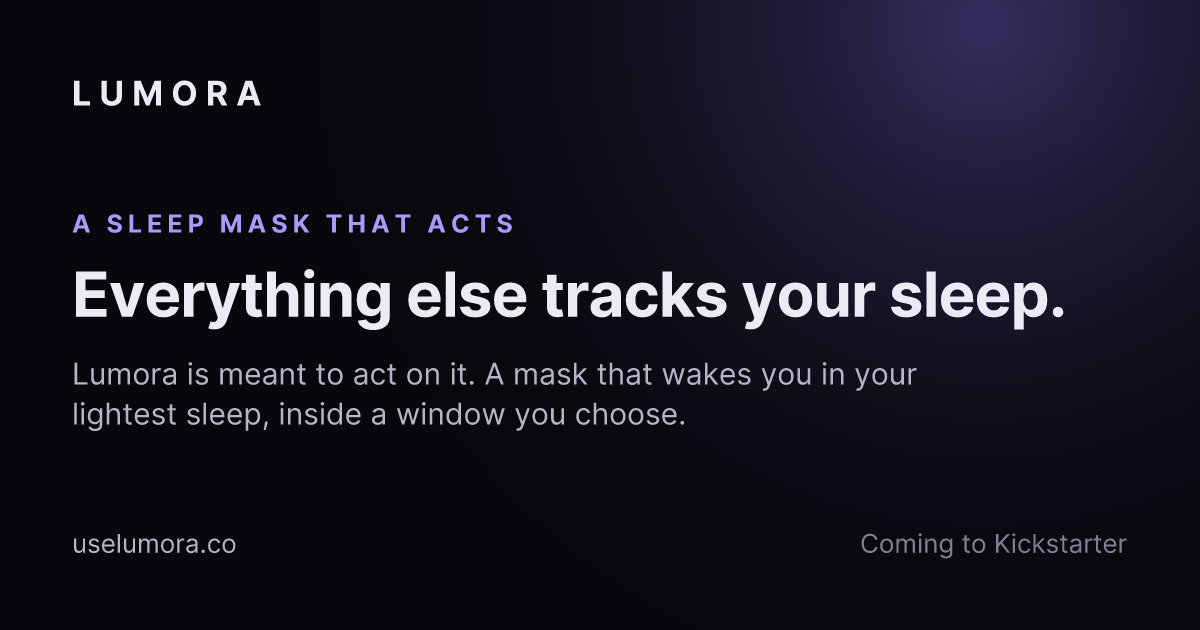 LUMORA
A SLEEP MASK THAT ACTS
Everything else tracks your sleep.
Lumora is meant to act on it. A mask that wakes you in your
lightest sleep, inside a window you choose.
uselumora.co
Coming to Kickstarter